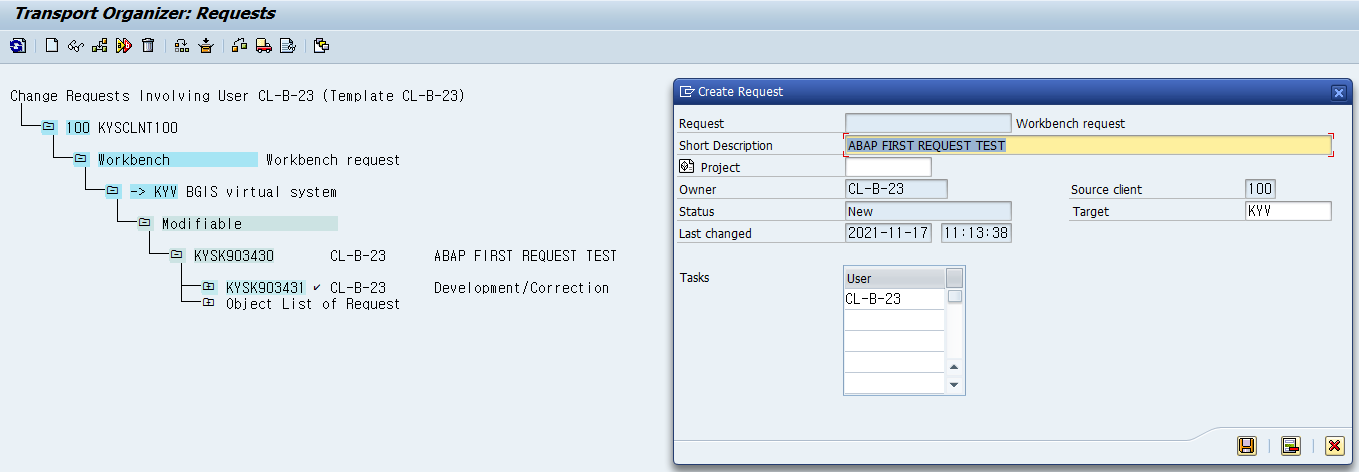 Transport Organizer: Requests
Change Requests Involving User CL-B-23 (Template CL-B-23)
100 KYSCLNT100
Workbench Workbench request
-> KYV BGIS virtual system
Modifiable
KYSK903430 CL-B-23 ABAP FIRST REQUEST TEST
KYSK903431 ✓ CL-B-23 Development/Correction
Object List of Request
Create Request
Request Workbench request
Short Description ABAP FIRST REQUEST TEST
Project
Owner CL-B-23 Source client 100
Status New Target KYV
Last changed 2021-11-17 11:13:38
Tasks User
CL-B-23